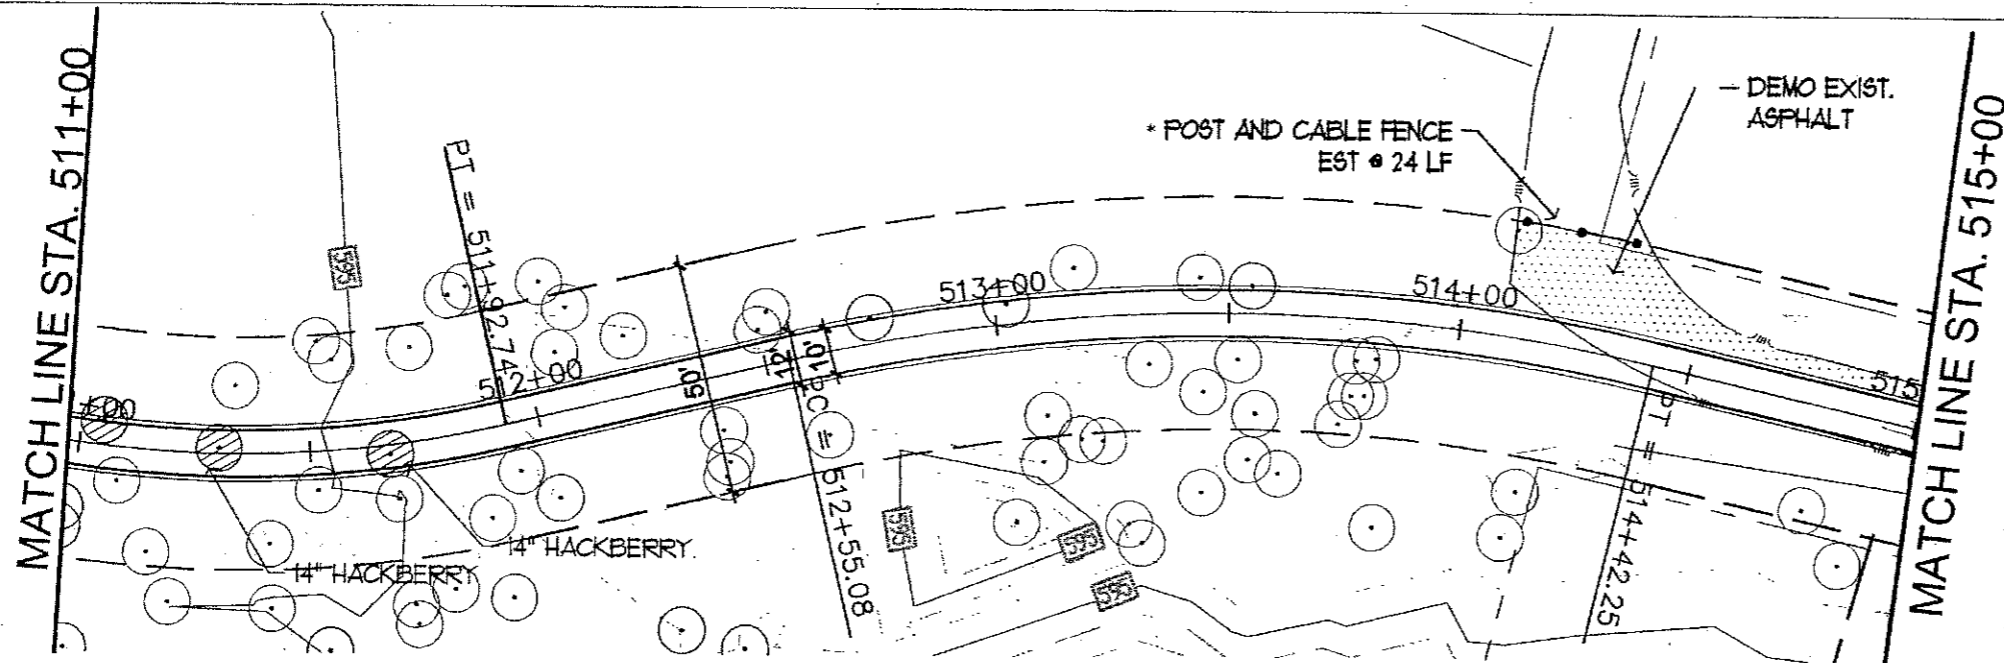 MATCH LINE STA. 511+00
595
PT = 511+92.74
* POST AND CABLE FENCE
EST @ 24 LF
— DEMO EXIST.
ASPHALT
MATCH LINE STA. 515+00
+00
512+00
50'
12'
10'
513+00
514+00
515
PC = 512+55.08
PT = 514+42.25
14" HACKBERRY
14" HACKBERRY.
595
595
595